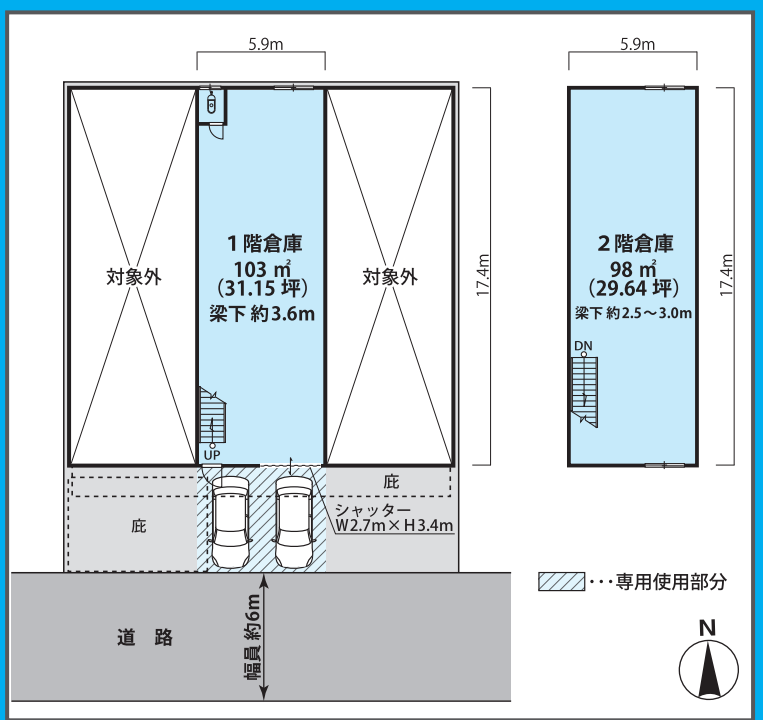 5.9m
5.9m
対象外
1階倉庫
103㎡
(31.15坪)
梁下 約3.6m
対象外
17.4m
2階倉庫
98㎡
(29.64坪)
梁下 約2.5〜3.0m
17.4m
DN
UP
庇
庇
シャッター
W2.7m×H3.4m
・・・専用使用部分
道 路
幅員 約6m
N